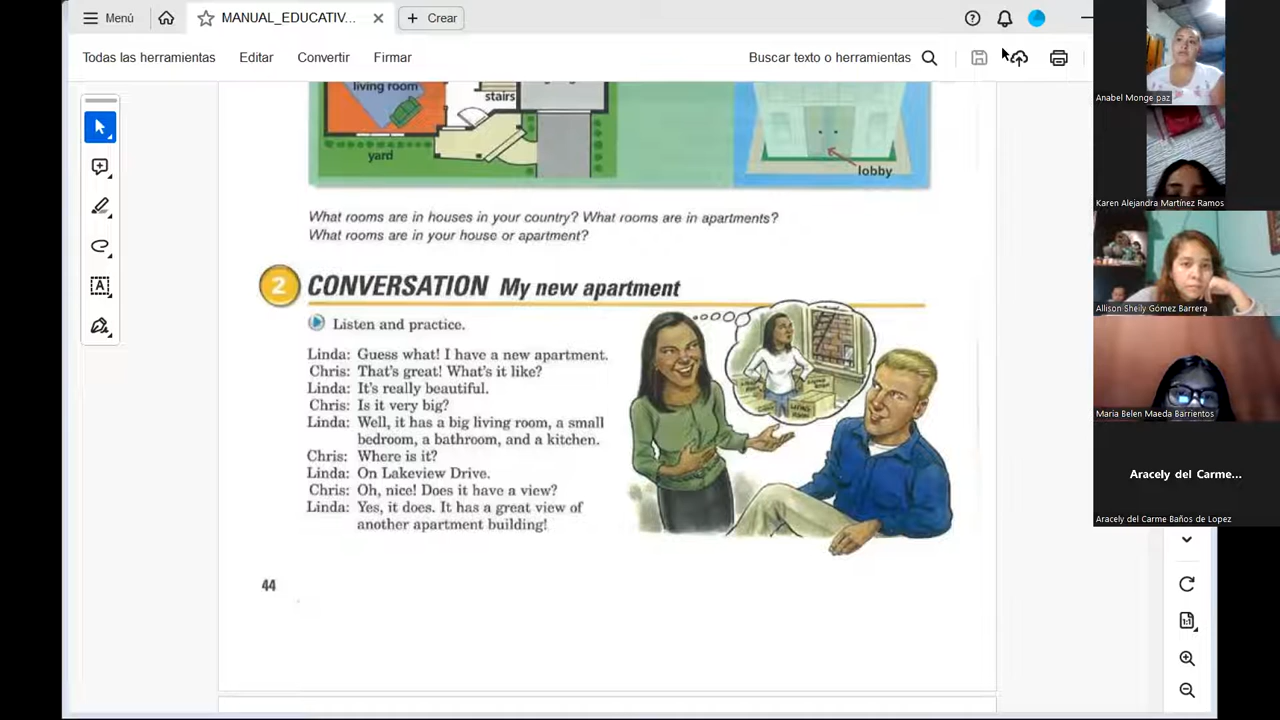 Menú
MANUAL_EDUCATIV...
Crear
Todas las herramientas
Editar
Convertir
Firmar
Buscar texto o herramientas
living room
stairs
yard
lobby
What rooms are in houses in your country? What rooms are in apartments?
What rooms are in your house or apartment?
2 CONVERSATION My new apartment
Listen and practice.
Linda: Guess what! I have a new apartment.
Chris: That's great! What's it like?
Linda: It's really beautiful.
Chris: Is it very big?
Linda: Well, it has a big living room, a small
bedroom, a bathroom, and a kitchen.
Chris: Where is it?
Linda: On Lakeview Drive.
Chris: Oh, nice! Does it have a view?
Linda: Yes, it does. It has a great view of
another apartment building!
44
Anabel Monge paz
Karen Alejandra Martínez Ramos
Allison Sheily Gómez Barrera
Maria Belen Maeda Barrientos
Aracely del Carme...
Aracely del Carme Baños de Lopez
1:1